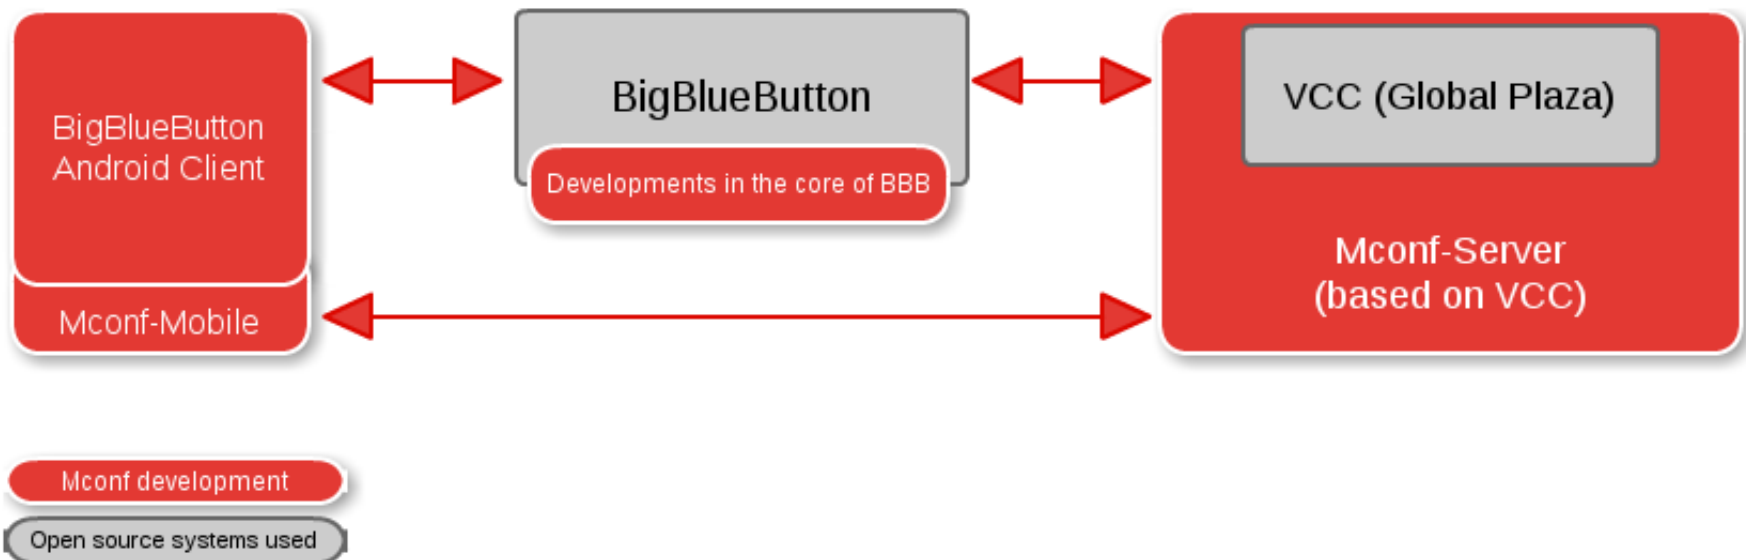 BigBlueButton
Android Client
Mconf-Mobile
BigBlueButton
Developments in the core of BBB
VCC (Global Plaza)
Mconf-Server
(based on VCC)
Mconf development
Open source systems used